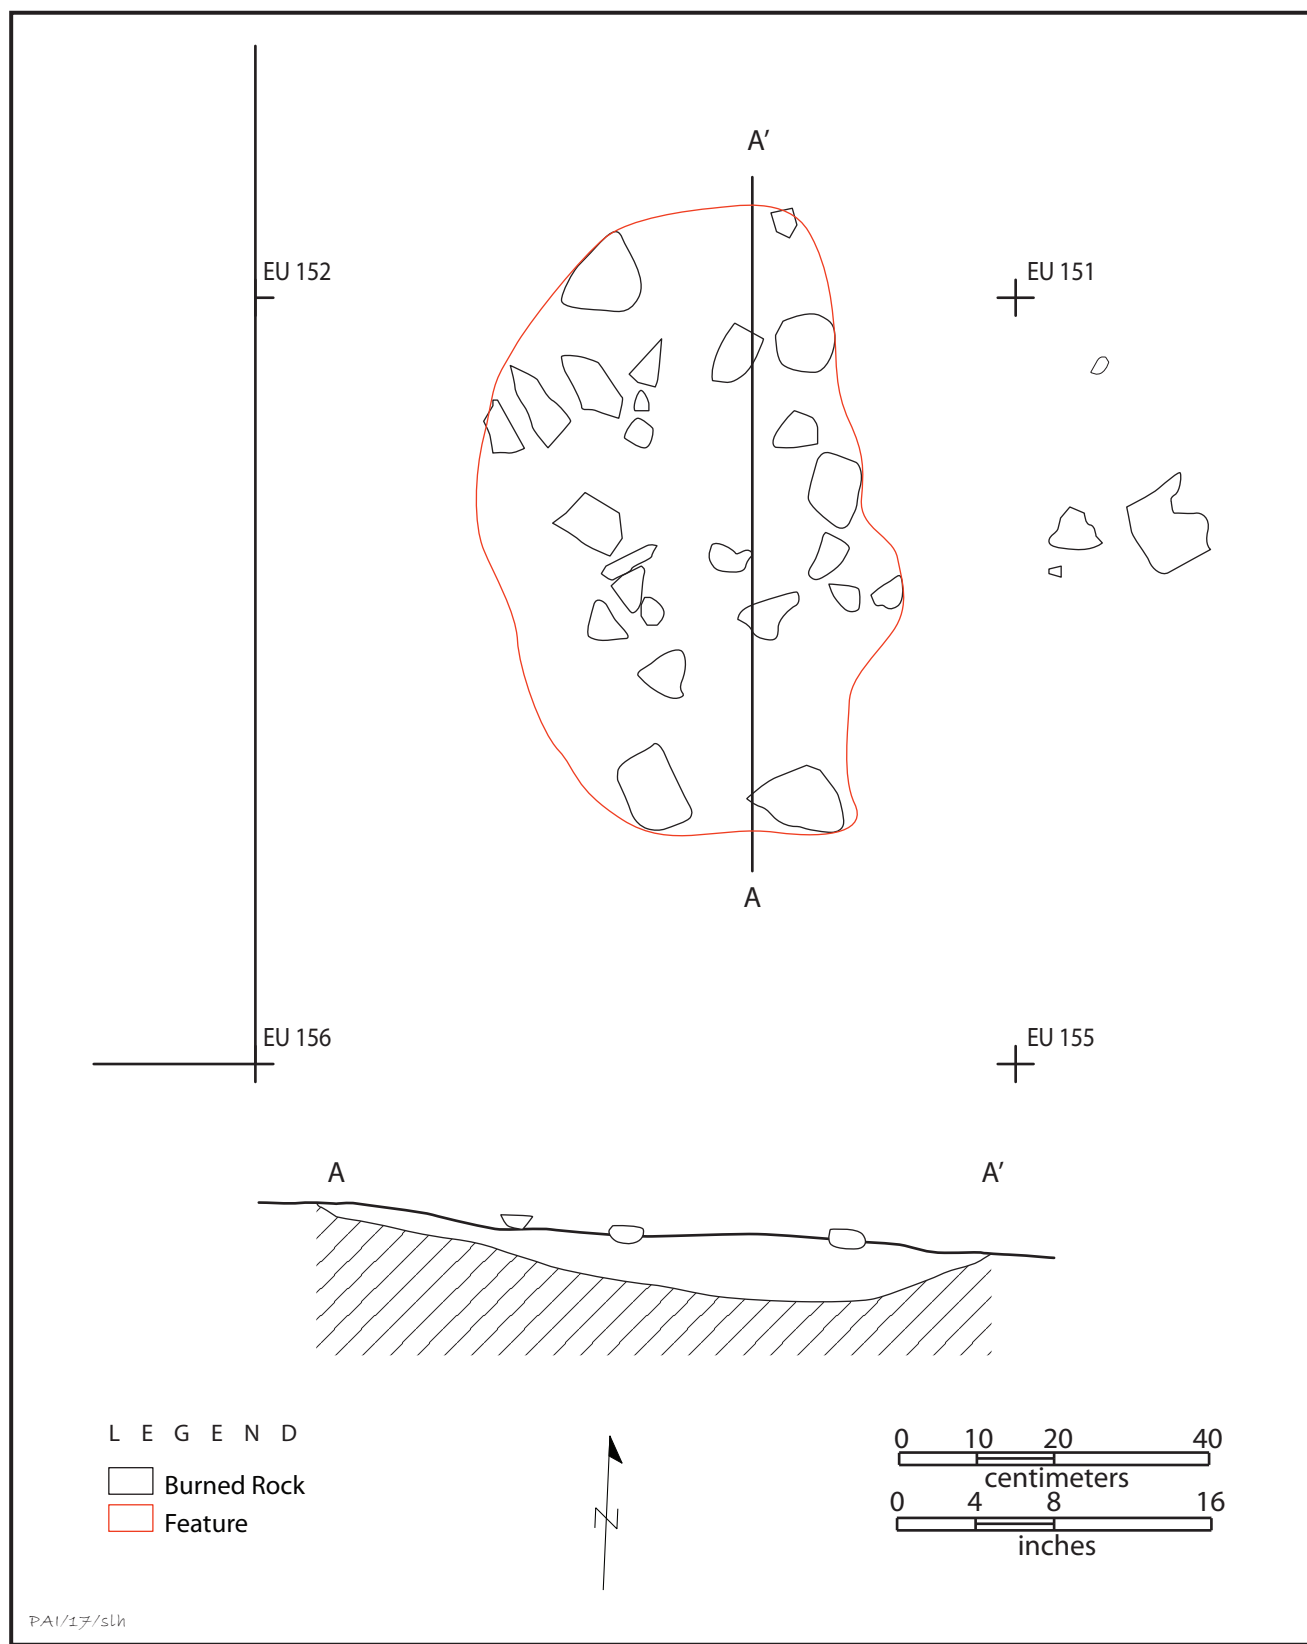 A′
EU 152
EU 151
A
EU 156
EU 155
A
A′
LEGEND
Burned Rock
Feature
N
0 10 20 40
centimeters
0 4 8 16
inches
PAI/17/slh